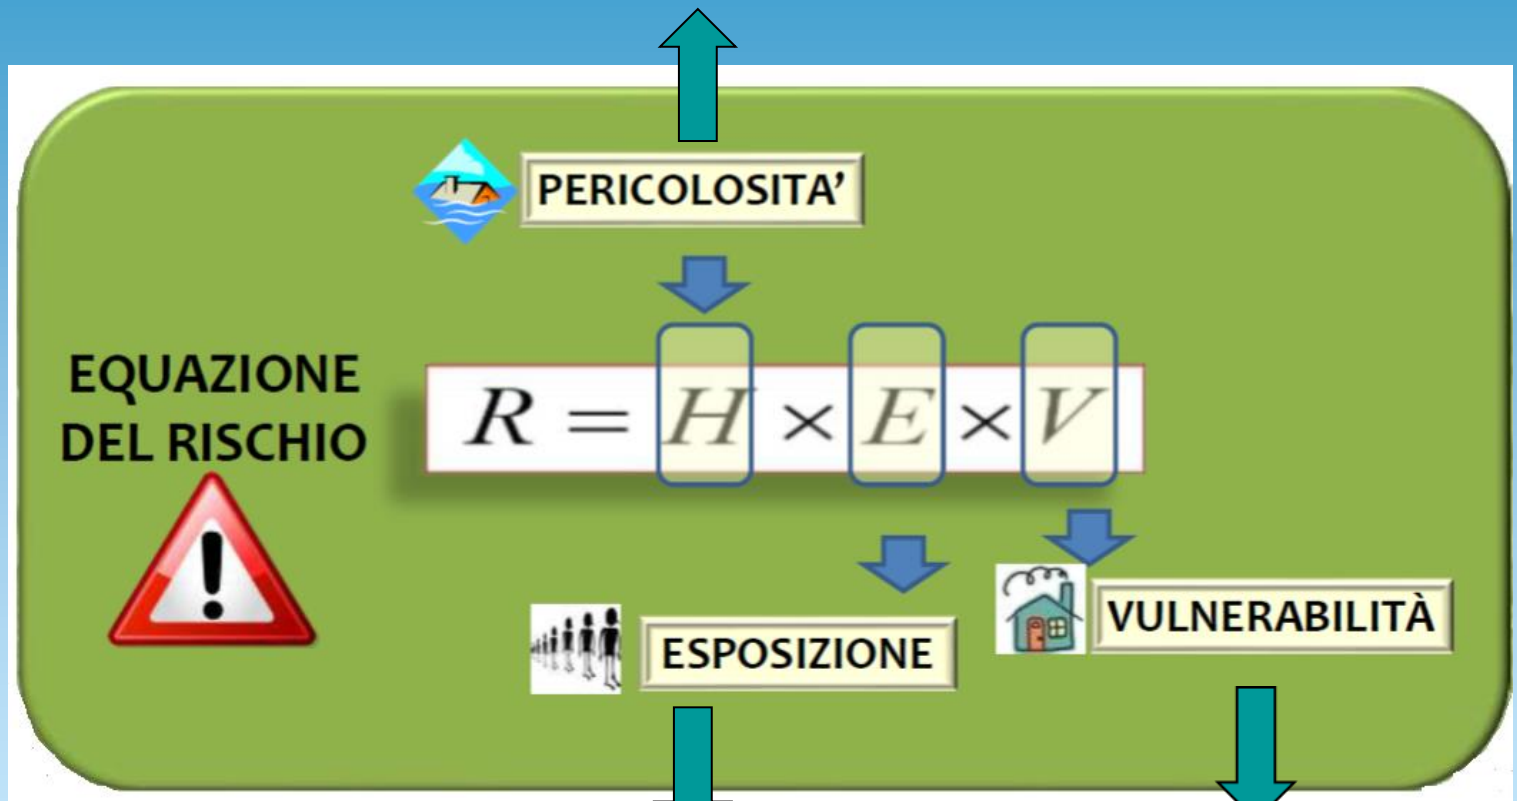 PERICOLOSITA’
EQUAZIONE
DEL RISCHIO
R = H × E × V
ESPOSIZIONE
VULNERABILITÀ